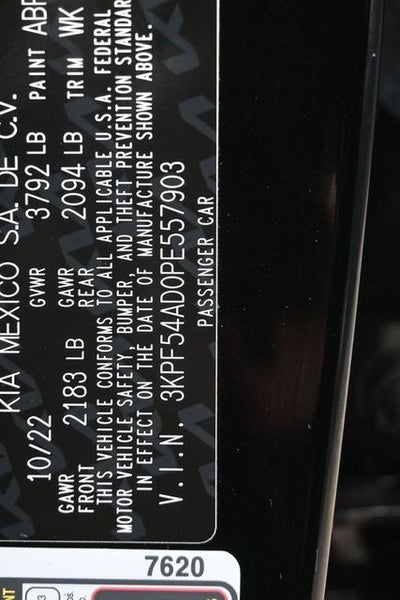 KIA MEXICO S.A. DE C.V.
10/22 GVWR 3792 LB PAINT
GAWR FRONT 2183 LB GAWR REAR 2094 LB TRIM WK
THIS VEHICLE CONFORMS TO ALL APPLICABLE U.S.A. FEDERAL
MOTOR VEHICLE SAFETY, BUMPER, AND THEFT PREVENTION STANDAR
IN EFFECT ON THE DATE OF MANUFACTURE SHOWN ABOVE.
V.I.N. 3KPF54AD0PE557903
PASSENGER CAR
7620